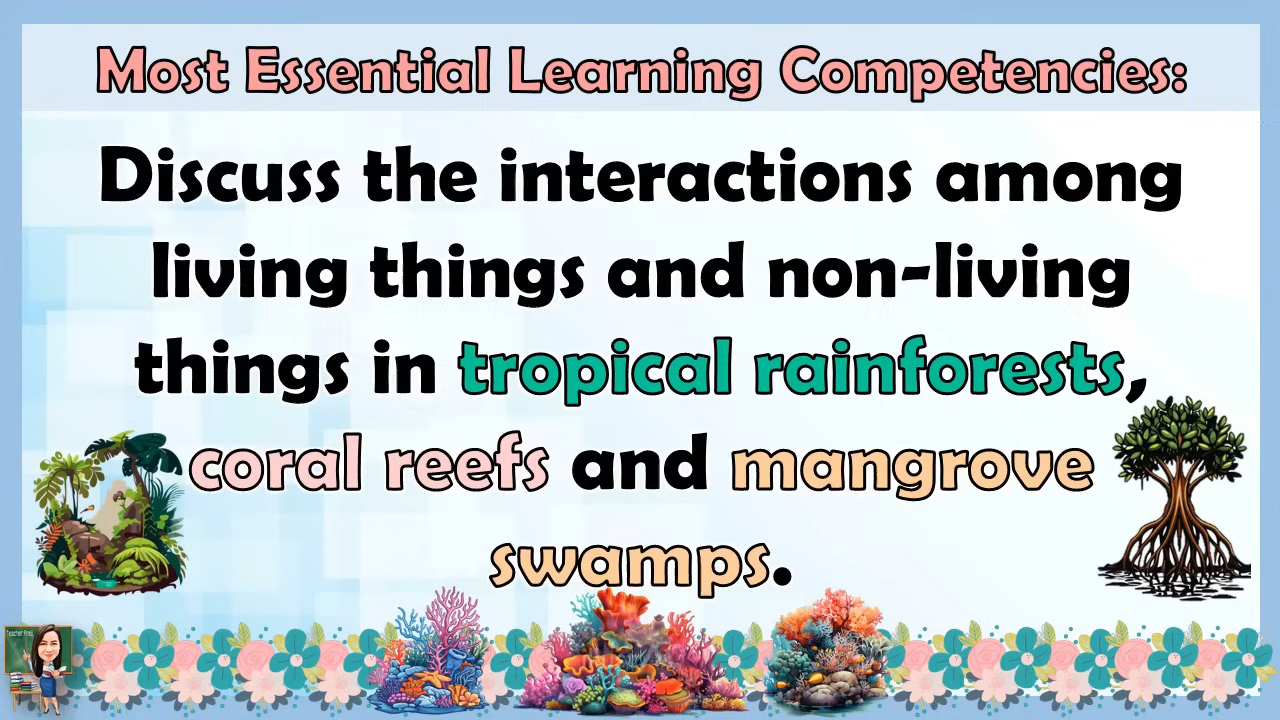 Most Essential Learning Competencies:
Discuss the interactions among
living things and non-living
things in tropical rainforests,
coral reefs and mangrove
swamps.